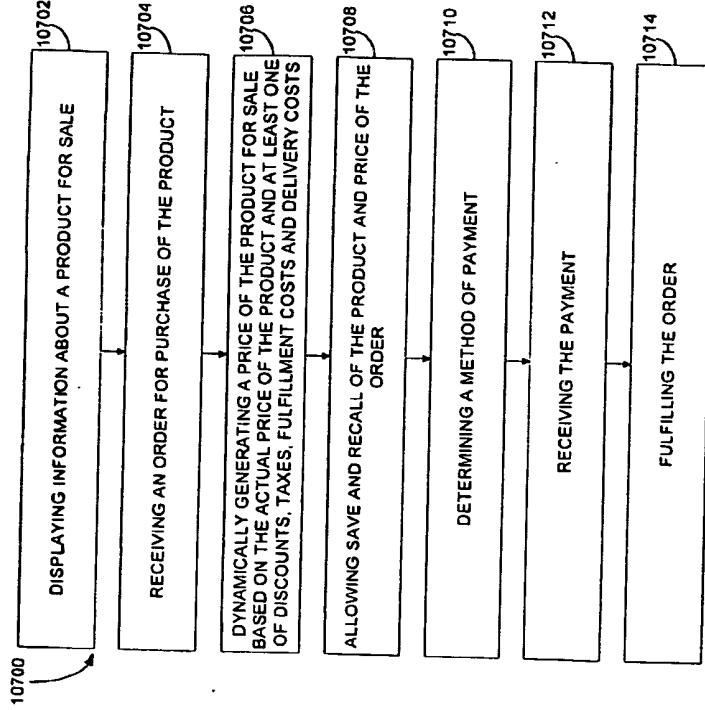 10700
10702
DISPLAYING INFORMATION ABOUT A PRODUCT FOR SALE
10704
RECEIVING AN ORDER FOR PURCHASE OF THE PRODUCT
10706
DYNAMICALLY GENERATING A PRICE OF THE PRODUCT FOR SALE
BASED ON THE ACTUAL PRICE OF THE PRODUCT AND AT LEAST ONE
OF DISCOUNTS, TAXES, FULFILLMENT COSTS AND DELIVERY COSTS
10708
ALLOWING SAVE AND RECALL OF THE PRODUCT AND PRICE OF THE
ORDER
10710
DETERMINING A METHOD OF PAYMENT
10712
RECEIVING THE PAYMENT
10714
FULFILLING THE ORDER